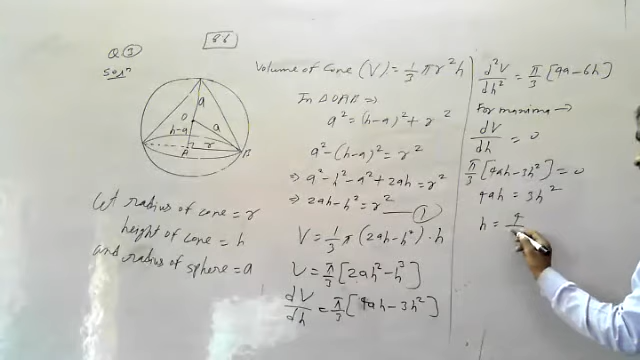 Q ①
88
Solⁿ
a
O
h-a
a
A
r
B
Let radius of cone = r
height of cone = h
and radius of sphere = a
Volume of Cone (V) = 1/3 πr²h
In △OAB ⇒
a² = (h-a)² + r²
a² - (h-a)² = r²
⇒ a² - h² - a² + 2ah = r²
⇒ 2ah - h² = r² — ①
V = 1/3 π (2ah - h²) . h
V = π/3 [2ah² - h³]
dV/dh = π/3 [4ah - 3h²]
d²V/dh² = π/3 [4a - 6h]
For maxima →
dV/dh = 0
π/3 [4ah - 3h²] = 0
4ah = 3h²
h = 4